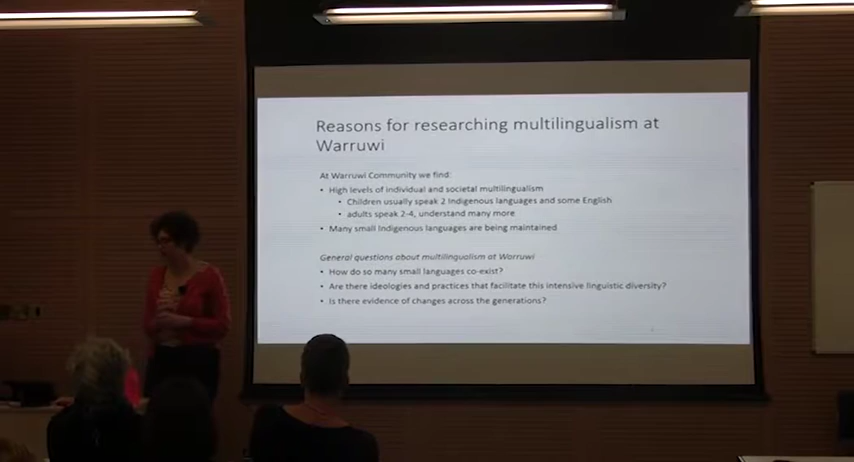 Reasons for researching multilingualism at
Warruwi
At Warruwi Community we find:
• High levels of individual and societal multilingualism
• Children usually speak 2 Indigenous languages and some English
• adults speak 2-4, understand many more
• Many small Indigenous languages are being maintained
General questions about multilingualism at Warruwi
• How do so many small languages co-exist?
• Are there ideologies and practices that facilitate this intensive linguistic diversity?
• Is there evidence of changes across the generations?